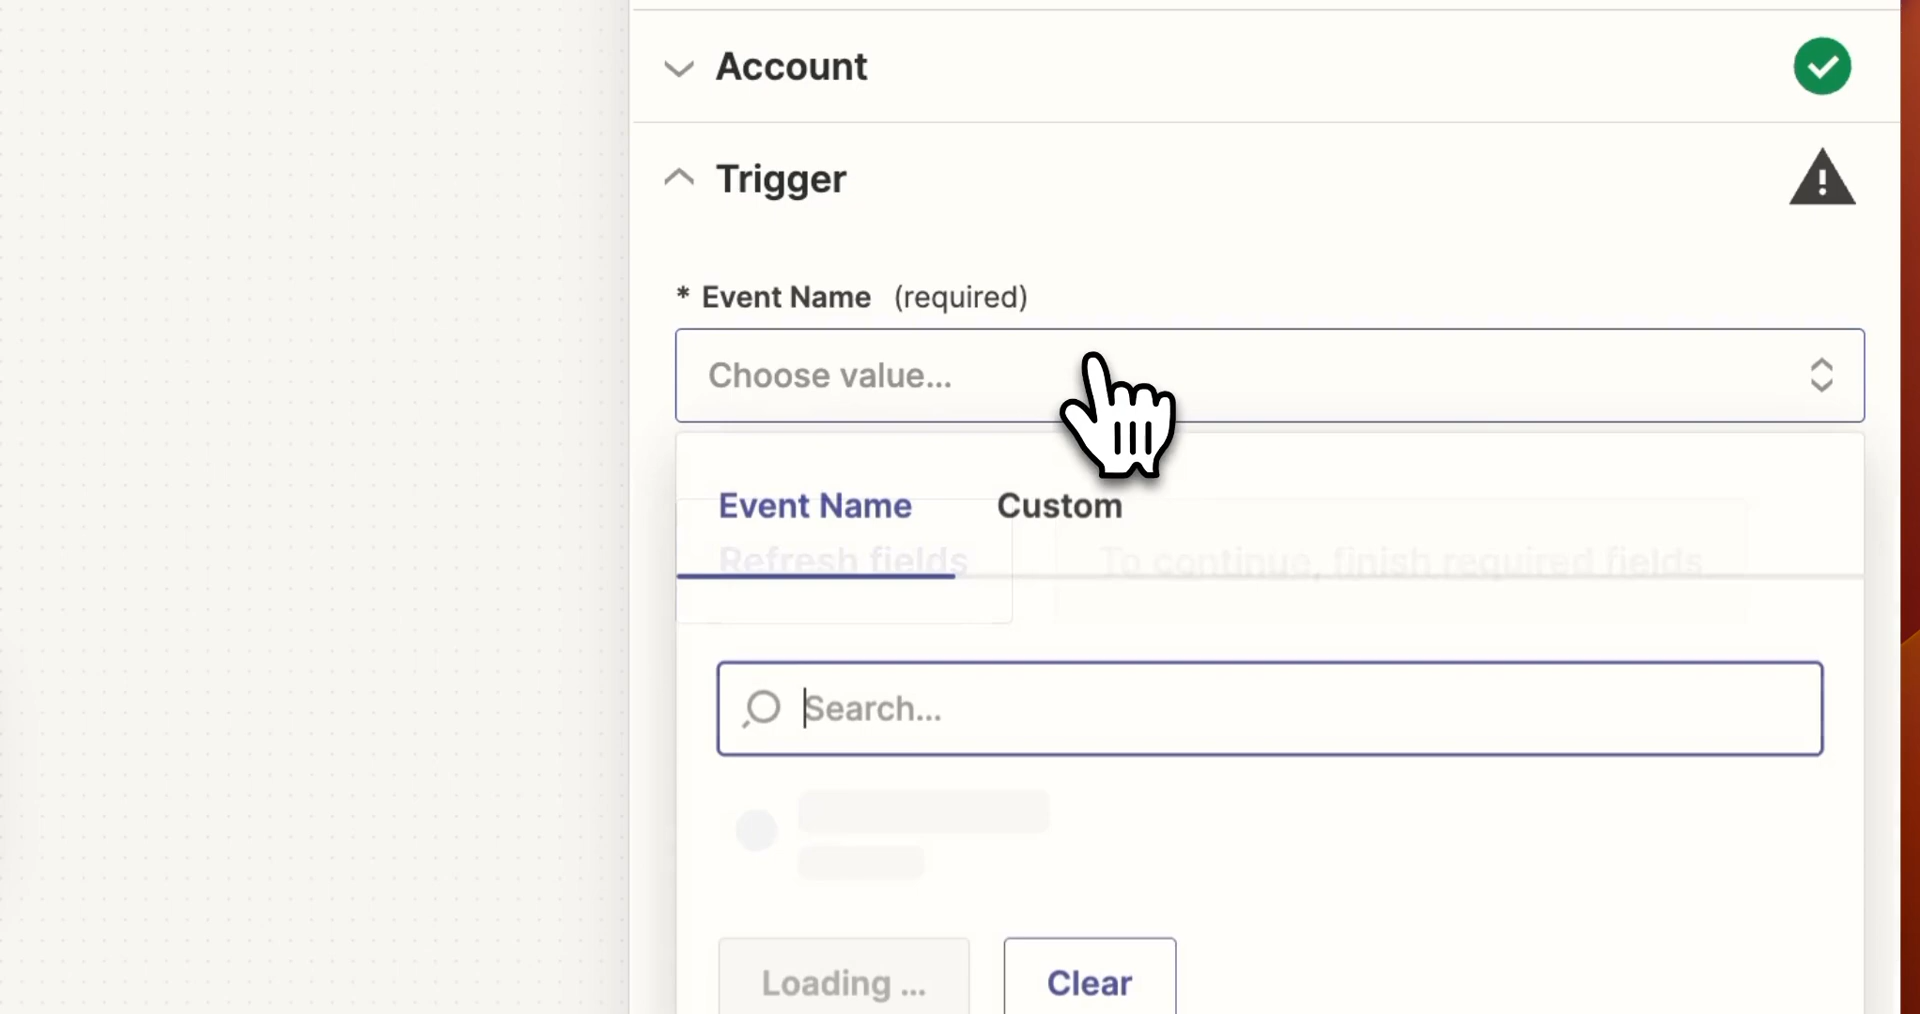 Account
Trigger
* Event Name (required)
Choose value...
Event Name Custom
Refresh fields To continue, finish required fields
Search...
Loading ... Clear